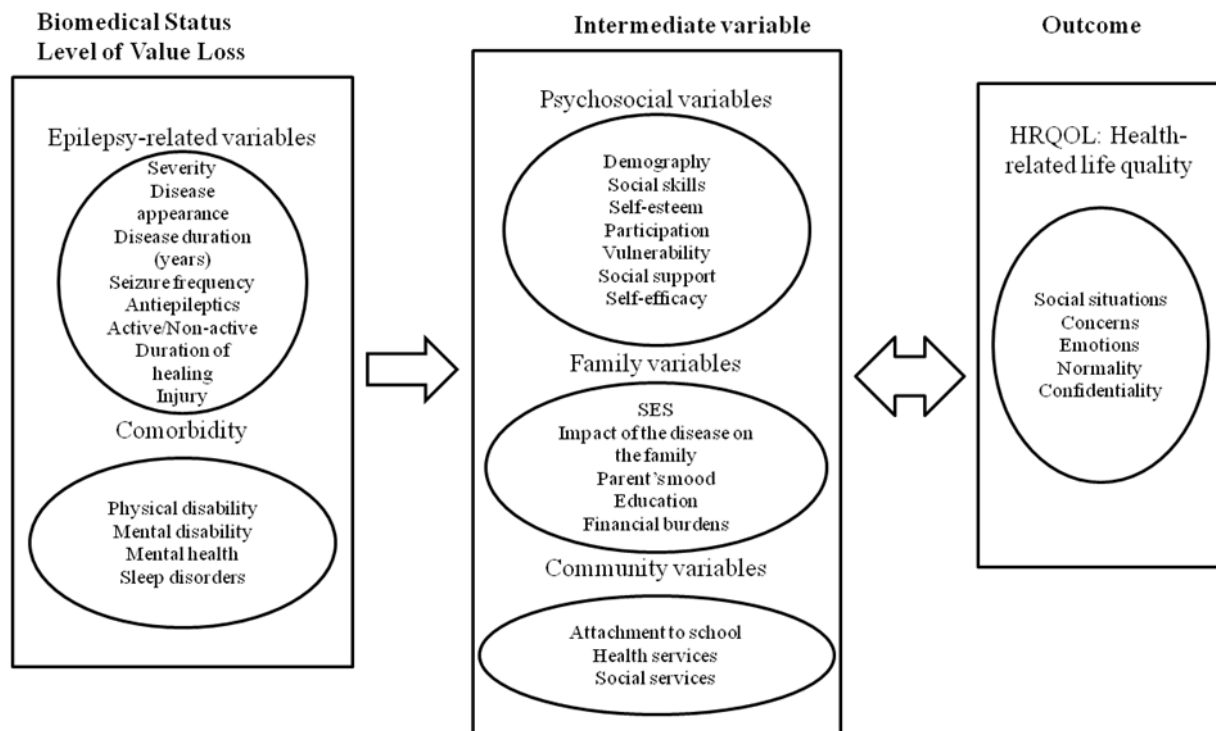 Biomedical Status
Level of Value Loss
Epilepsy-related variables
Severity
Disease
appearance
Disease duration
(years)
Seizure frequency
Antiepileptics
Active/Non-active
Duration of
healing
Injury
Comorbidity
Physical disability
Mental disability
Mental health
Sleep disorders
Intermediate variable
Psychosocial variables
Demography
Social skills
Self-esteem
Participation
Vulnerability
Social support
Self-efficacy
Family variables
SES
Impact of the disease on
the family
Parent's mood
Education
Financial burdens
Community variables
Attachment to school
Health services
Social services
Outcome
HRQOL: Health-
related life quality
Social situations
Concerns
Emotions
Normality
Confidentiality